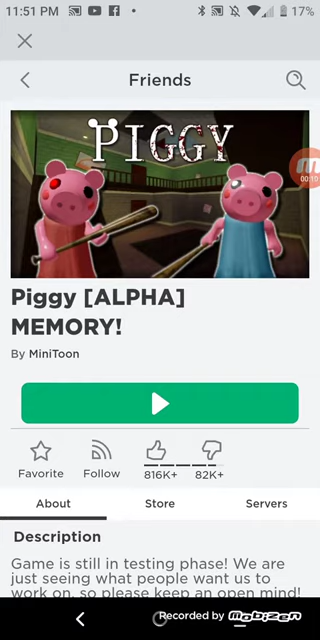 11:51 PM
17%
Friends
PIGGY
00:10
Piggy [ALPHA]
MEMORY!
By MiniToon
Favorite
Follow
816K+
82K+
About
Store
Servers
Description
Game is still in testing phase! We are
just seeing what people want us to
work on, so please keep an open mind!
Recorded by mobizen